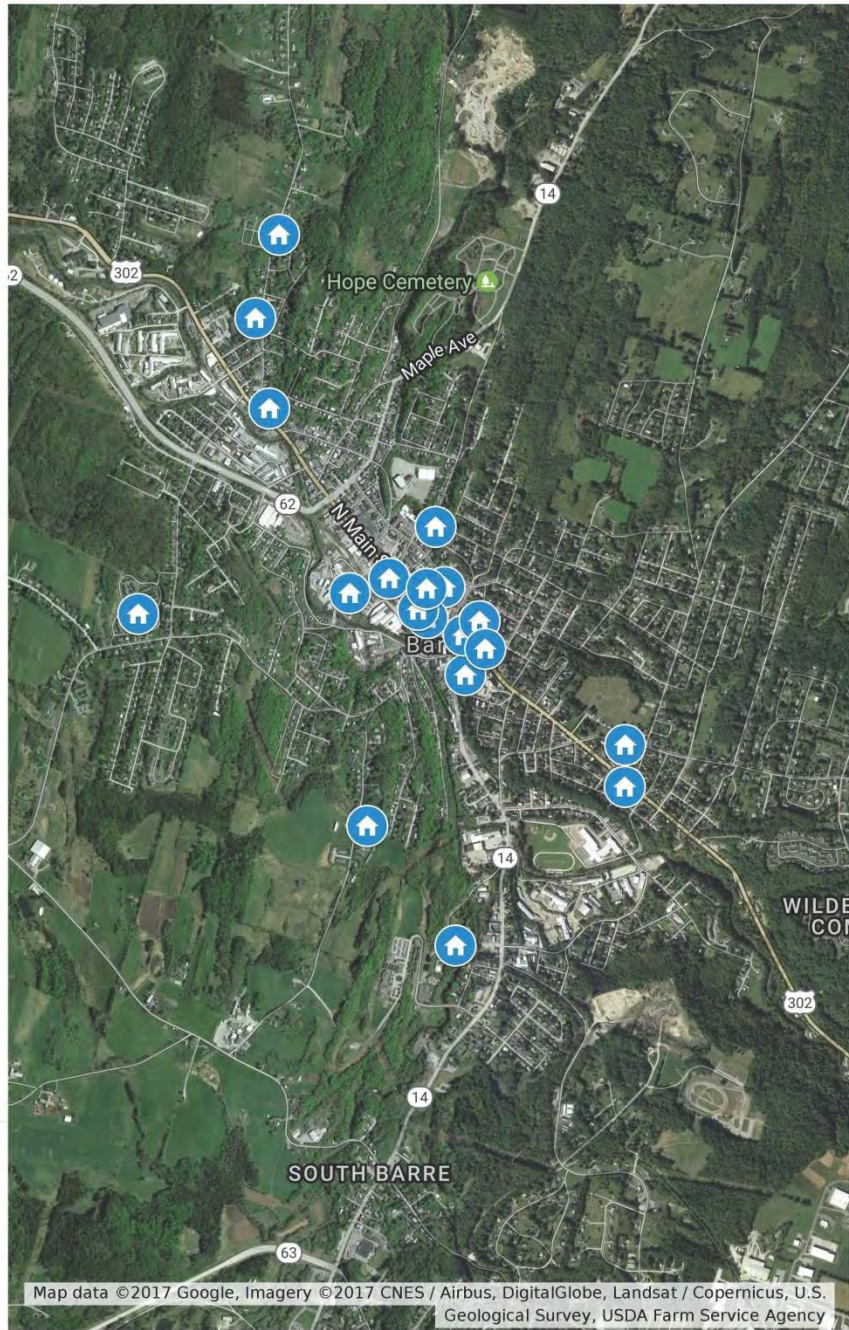 302
62
14
Hope Cemetery
Maple Ave
62
N Main S
Bar
14
WILDE
CON
302
14
SOUTH BARRE
63
Map data ©2017 Google, Imagery ©2017 CNES / Airbus, DigitalGlobe, Landsat / Copernicus, U.S.
Geological Survey, USDA Farm Service Agency